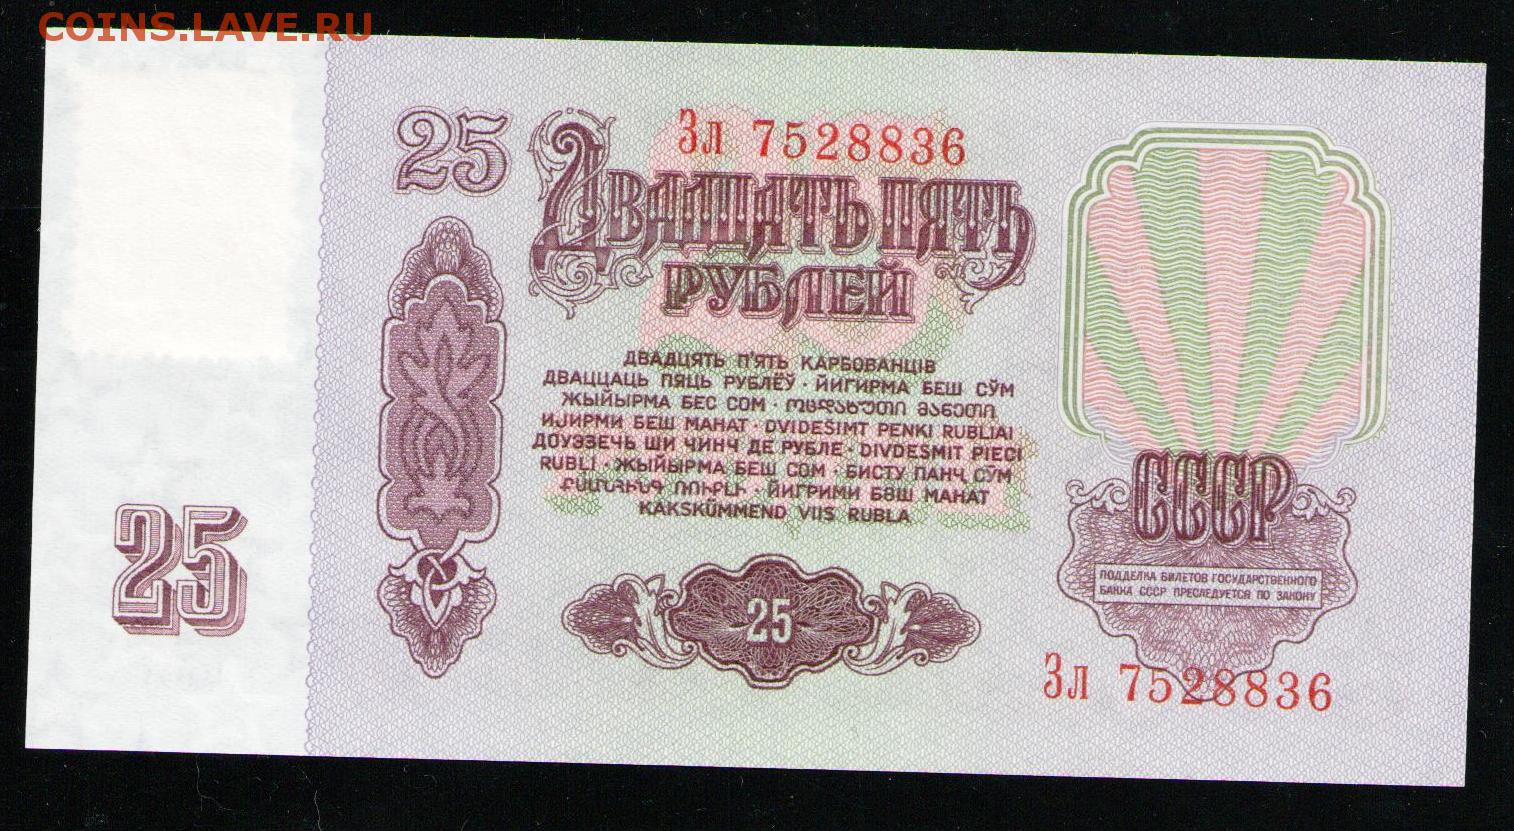 COINS.LAVE.RU
25
Зл 7528836
ДВАДЦАТЬ ПЯТЬ
РУБЛЕЙ
ДВАДЦЯТЬ П'ЯТЬ КАРБОВАНЦІВ
ДВАЦЦАЦЬ ПЯЦЬ РУБЛЁЎ · ЙИГИРМА БЕШ СЎМ
ЖЫЙЫРМА БЕС СОМ · ოცდახუთი მანეთი
ИЈИРМИ БЕШ МАНАТ · DVIDEŠIMT PENKI RUBLIAI
ДОУЭЗЕЧЬ ШИ ЧИНЧ ДЕ РУБЛЕ · DIVDESMIT PIECI
RUBLI · ЖЫЙЫРМА БЕШ СОМ · БИСТУ ПАНҶ СӮМ
ՔՍԱՆՀԻՆԳ ՌՈՒԲԼԻ · ЙИГРИМИ БӘШ МАНАТ
KAKSKÜMMEND VIIS RUBLA
25
25
СССР
ПОДДЕЛКА БИЛЕТОВ ГОСУДАРСТВЕННОГО
БАНКА СССР ПРЕСЛЕДУЕТСЯ ПО ЗАКОНУ
Зл 7528836